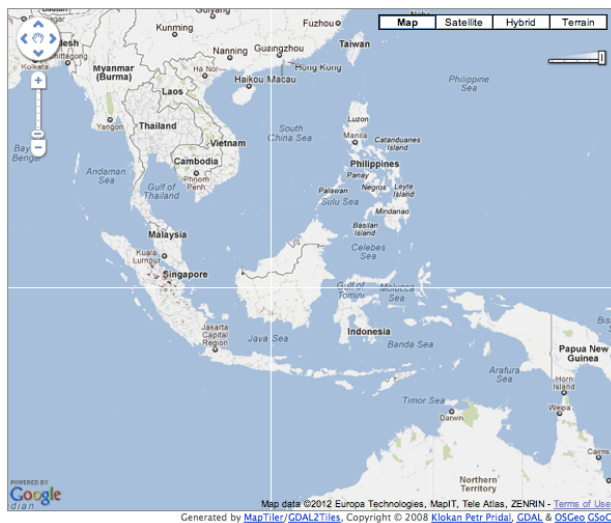 Kunming
Guiyang
Fuzhou
Map
Satellite
Hybrid
Terrain
Taiwan
Nanning
Guangzhou
Hong Kong
Kolkata
Myanmar
(Burma)
Ha Noi
Haikou Macau
Laos
Philippine
Sea
Luzon
Yangon
Thailand
South
China Sea
Manila
Catanduanes
Island
Vietnam
Bay
Bengal
Andaman
Sea
Cambodia
Phnom
Penh
Gulf of
Thailand
Philippines
Panay
Palawan
Negros
Leyte
Island
Sulu Sea
Mindanao
Basilan
Island
Malaysia
Kuala
Lumpur
Celebes
Sea
Singapore
Gulf of
Tomini
Molucca
Sea
Jakarta
Capital
Region
Java Sea
Indonesia
Banda Sea
Papua New
Guinea
Arafura
Sea
Horn
Island
Timor Sea
Darwin
Weipa
Cairns
Northern
Territory
POWERED BY
Google
Map data ©2012 Europa Technologies, MapIT, Tele Atlas, ZENRIN - Terms of Use
Generated by MapTiler/GDAL2Tiles, Copyright © 2008 Klokan Petr Pridal, GDAL & OSGeo GSoC